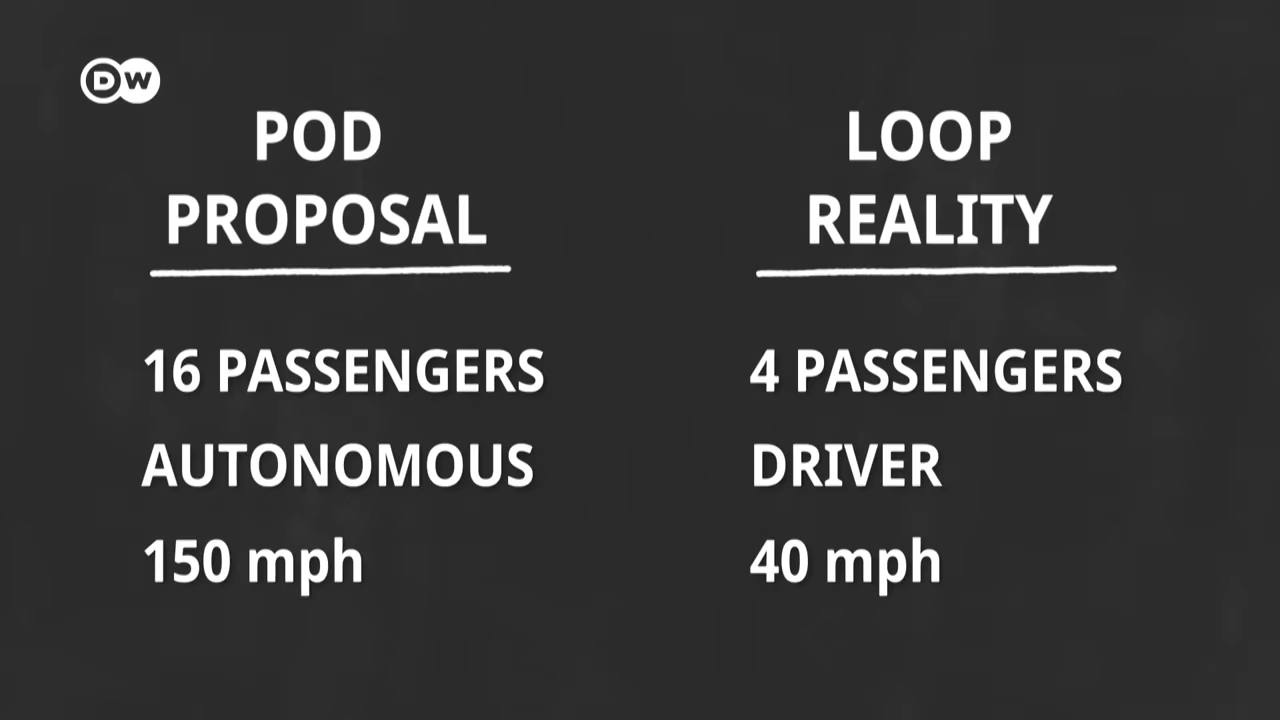 DW
POD
PROPOSAL
16 PASSENGERS
AUTONOMOUS
150 mph
LOOP
REALITY
4 PASSENGERS
DRIVER
40 mph